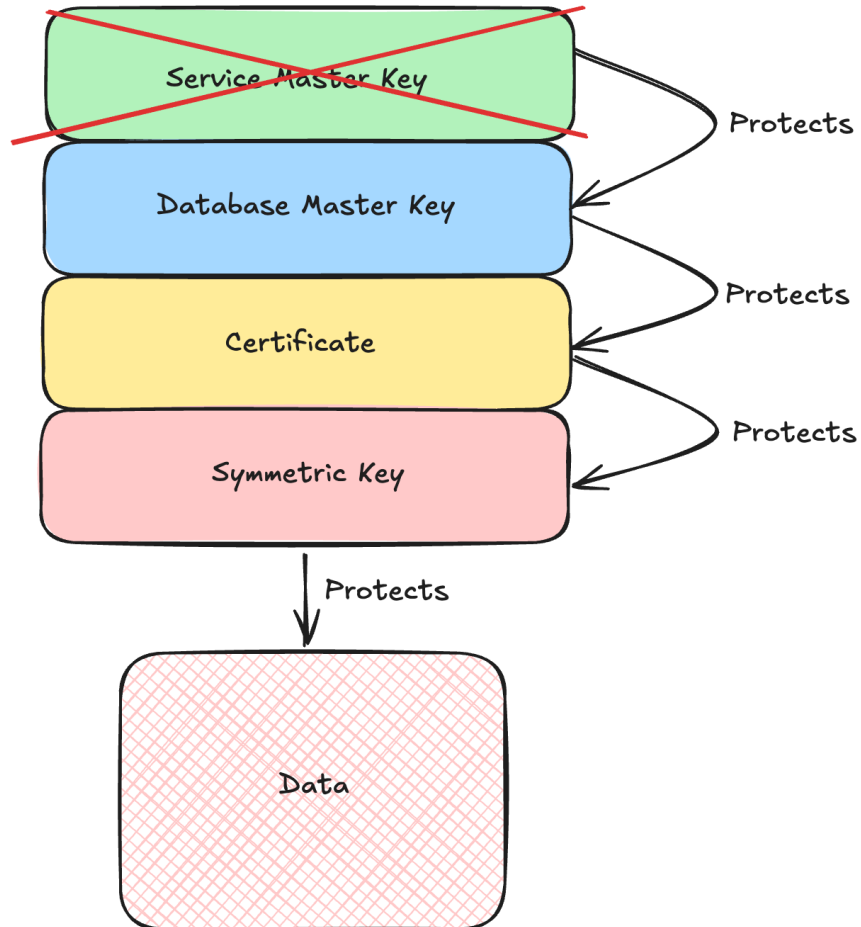 Service Master Key
Protects
Database Master Key
Protects
Certificate
Protects
Symmetric Key
Protects
Data